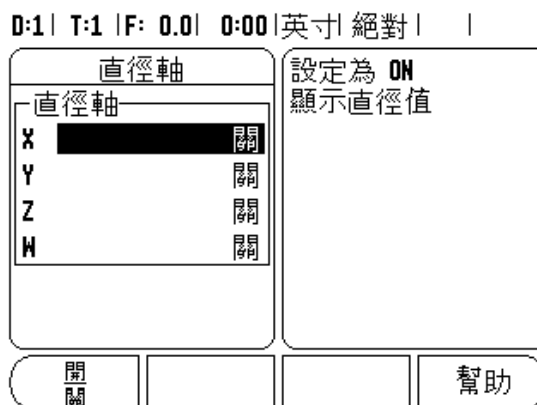 D:1| T:1 |F: 0.0| 0:00|英寸|絕對| |
直徑軸
直徑軸
X 關
Y 關
Z 關
W 關
設定為 ON
顯示直徑值
開
關
幫助